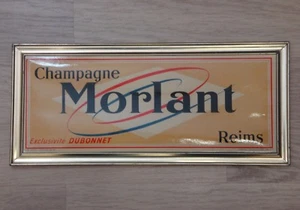 Champagne
Morlant
Exclusivité DUBONNET
Reims